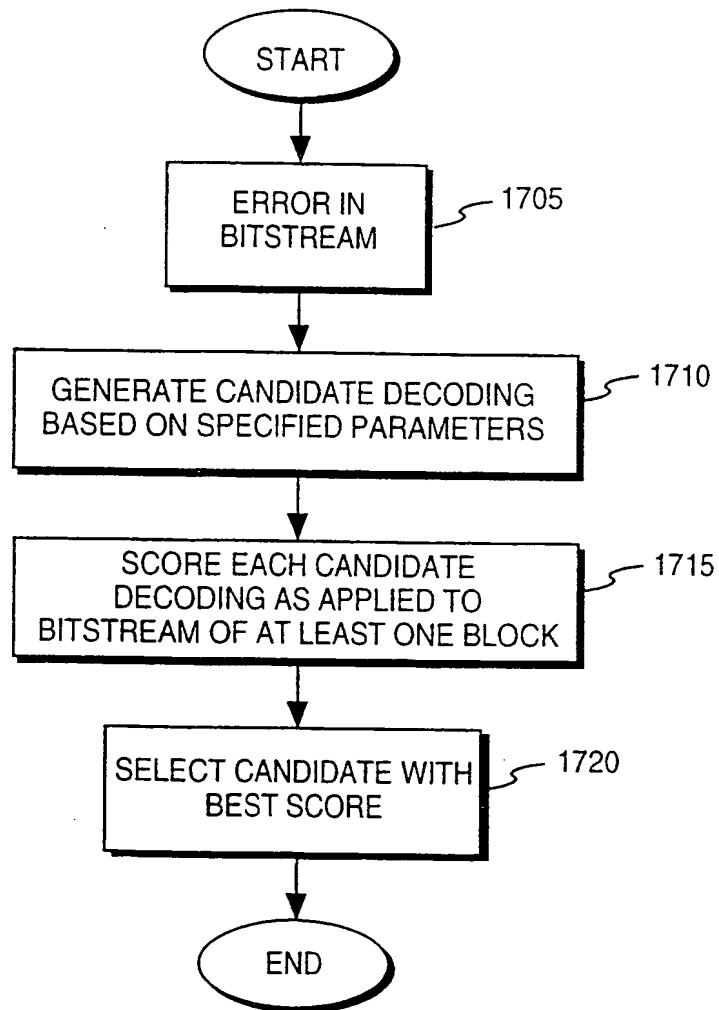 START
ERROR IN
BITSTREAM
1705
GENERATE CANDIDATE DECODING
BASED ON SPECIFIED PARAMETERS
1710
SCORE EACH CANDIDATE
DECODING AS APPLIED TO
BITSTREAM OF AT LEAST ONE BLOCK
1715
SELECT CANDIDATE WITH
BEST SCORE
1720
END